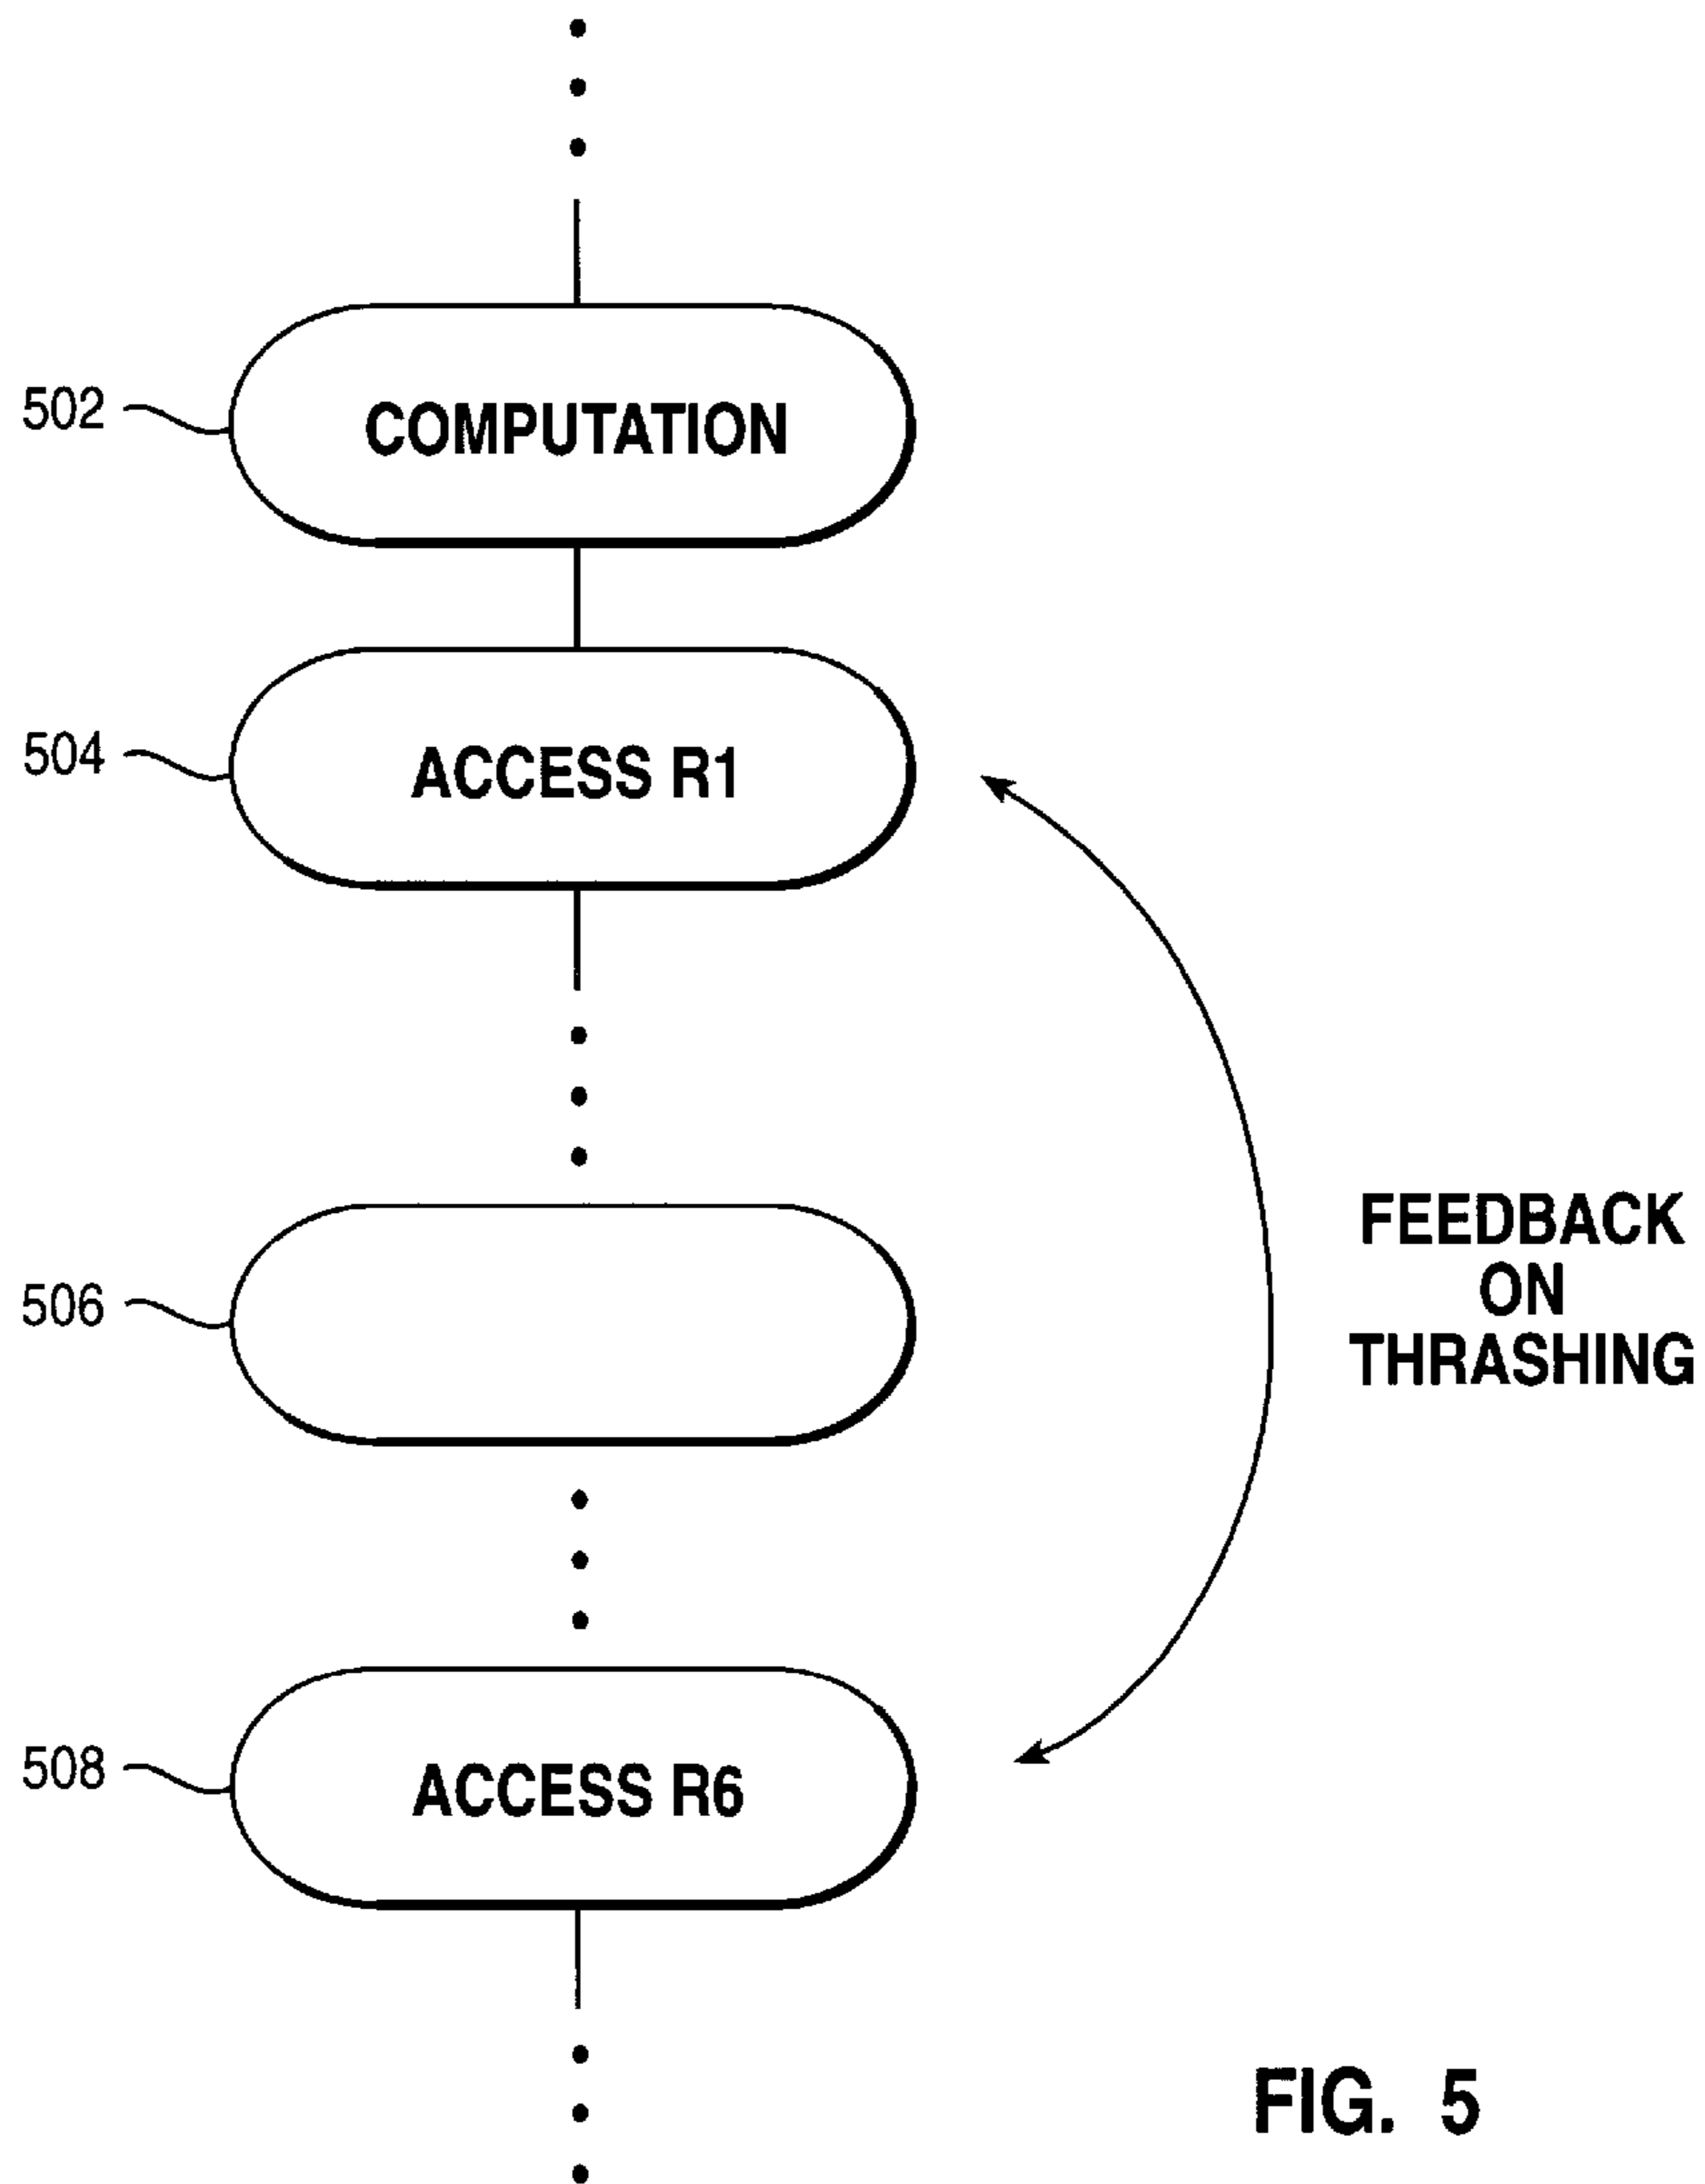 502
COMPUTATION
504
ACCESS R1
506
FEEDBACK
ON
THRASHING
508
ACCESS R6
FIG. 5